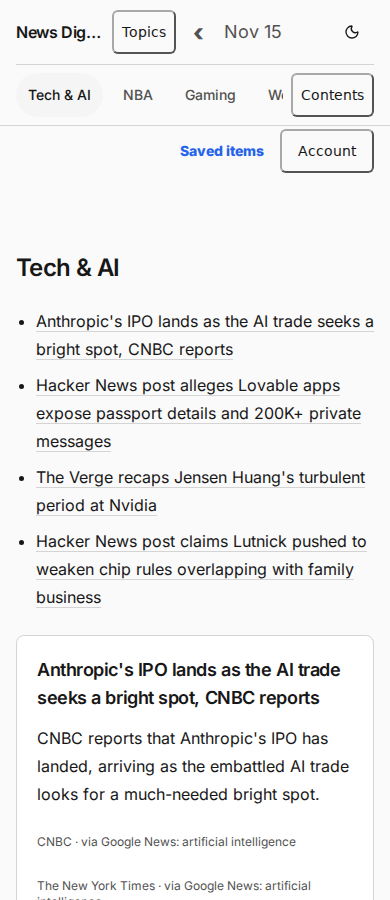 News Dig... Topics ‹ Nov 15
Tech & AI NBA Gaming Contents
Saved items Account
Tech & AI
• Anthropic's IPO lands as the AI trade seeks a
bright spot, CNBC reports
• Hacker News post alleges Lovable apps
expose passport details and 200K+ private
messages
• The Verge recaps Jensen Huang's turbulent
period at Nvidia
• Hacker News post claims Lutnick pushed to
weaken chip rules overlapping with family
business
Anthropic's IPO lands as the AI trade
seeks a bright spot, CNBC reports
CNBC reports that Anthropic's IPO has
landed, arriving as the embattled AI trade
looks for a much-needed bright spot.
CNBC · via Google News: artificial intelligence
The New York Times · via Google News: artificial